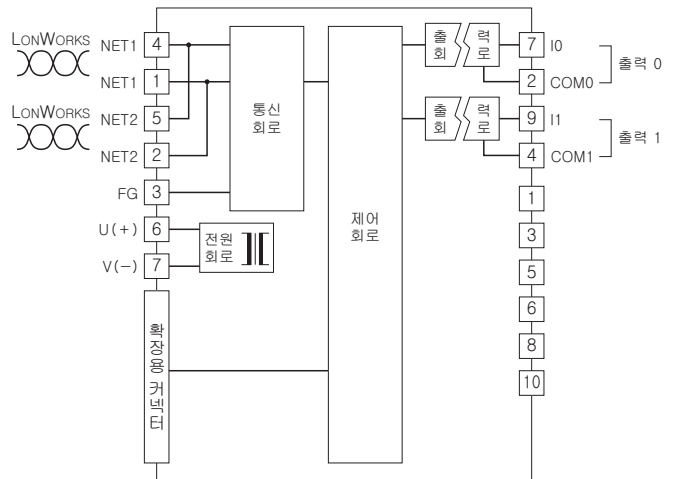 LONWORKS NET1 4
NET1 1
LONWORKS NET2 5
NET2 2
FG 3
U(+) 6
V(−) 7
통신
회로
전원
회로
확장용 커넥터
제어
회로
출력
회로
7 I0
2 COM0
출력 0
출력
회로
9 I1
4 COM1
출력 1
1
3
5
6
8
10